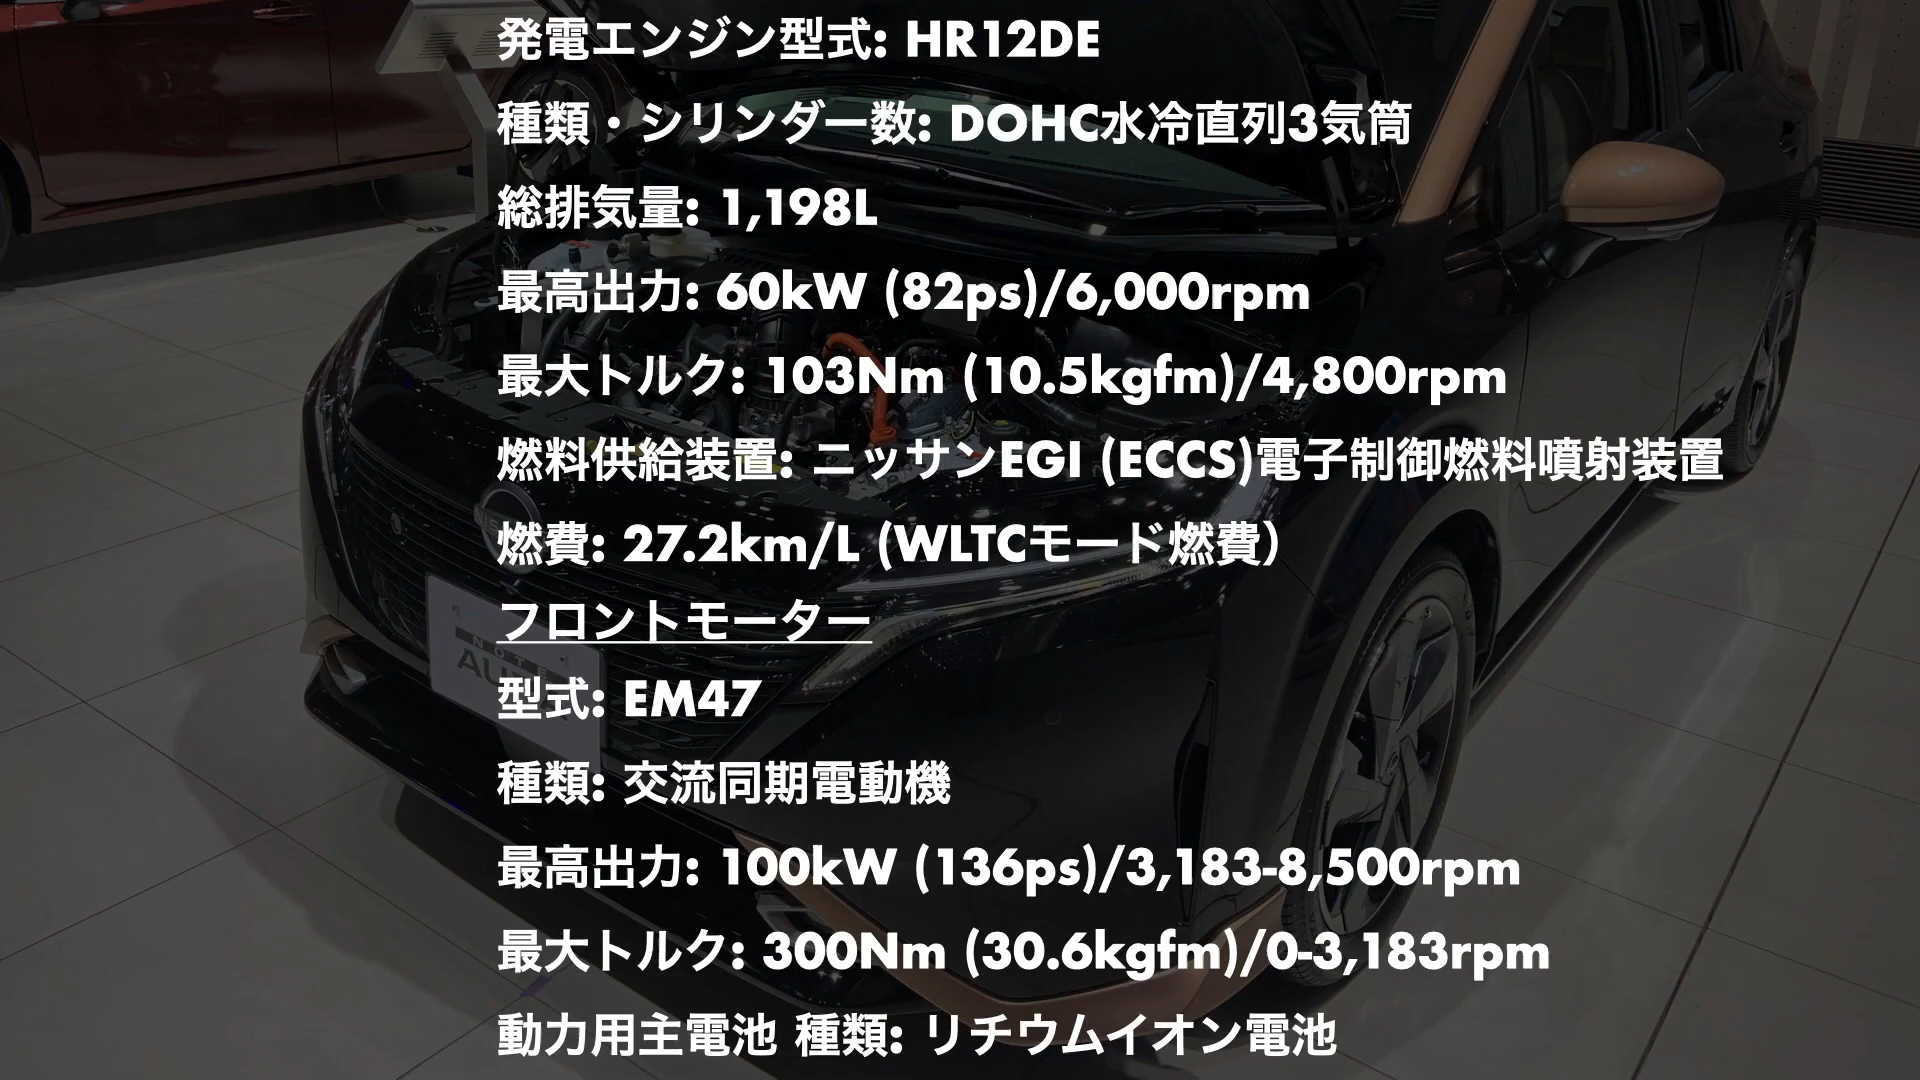 発電エンジン型式: HR12DE
種類・シリンダー数: DOHC水冷直列3気筒
総排気量: 1,198L
最高出力: 60kW (82ps)/6,000rpm
最大トルク: 103Nm (10.5kgfm)/4,800rpm
燃料供給装置: ニッサンEGI (ECCS)電子制御燃料噴射装置
燃費: 27.2km/L (WLTCモード燃費）
フロントモーター
型式: EM47
種類: 交流同期電動機
最高出力: 100kW (136ps)/3,183-8,500rpm
最大トルク: 300Nm (30.6kgfm)/0-3,183rpm
動力用主電池 種類: リチウムイオン電池